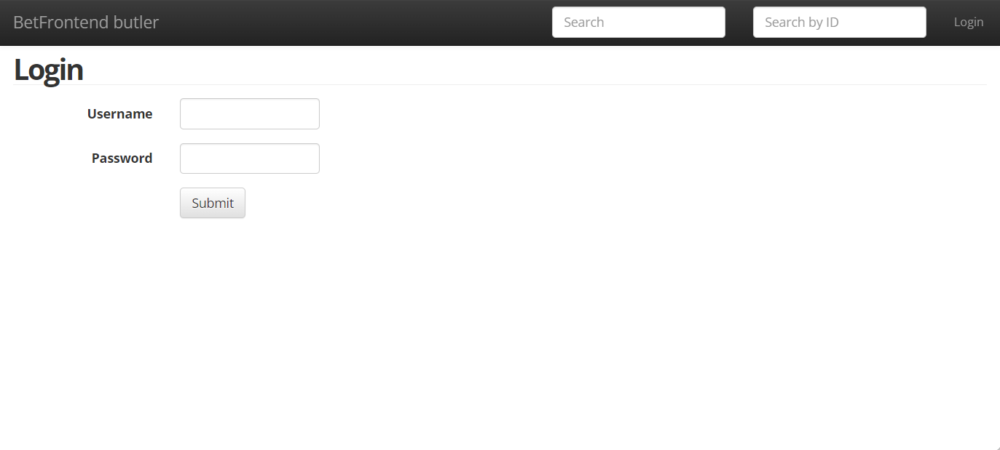 BetFrontend butler Search Search by ID Login
Login
Username
Password
Submit